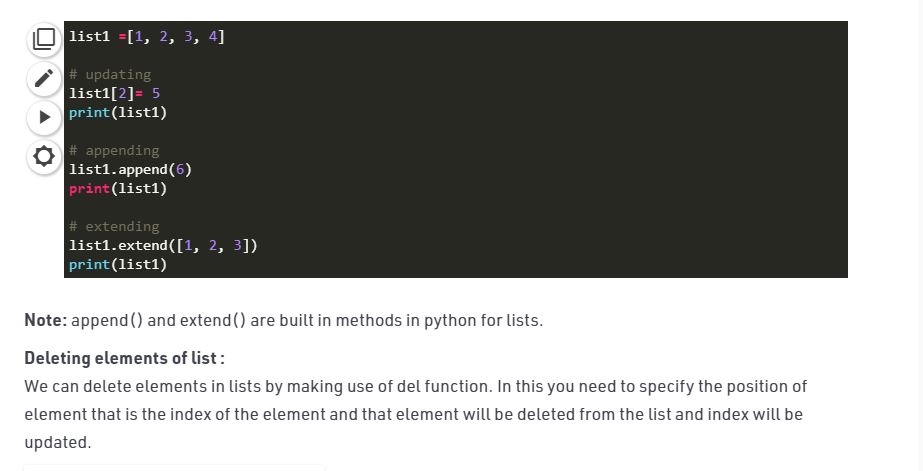 list1 =[1, 2, 3, 4]
# updating
list1[2]= 5
print(list1)
# appending
list1.append(6)
print(list1)
# extending
list1.extend([1, 2, 3])
print(list1)
Note: append() and extend() are built in methods in python for lists.
Deleting elements of list :
We can delete elements in lists by making use of del function. In this you need to specify the position of
element that is the index of the element and that element will be deleted from the list and index will be
updated.